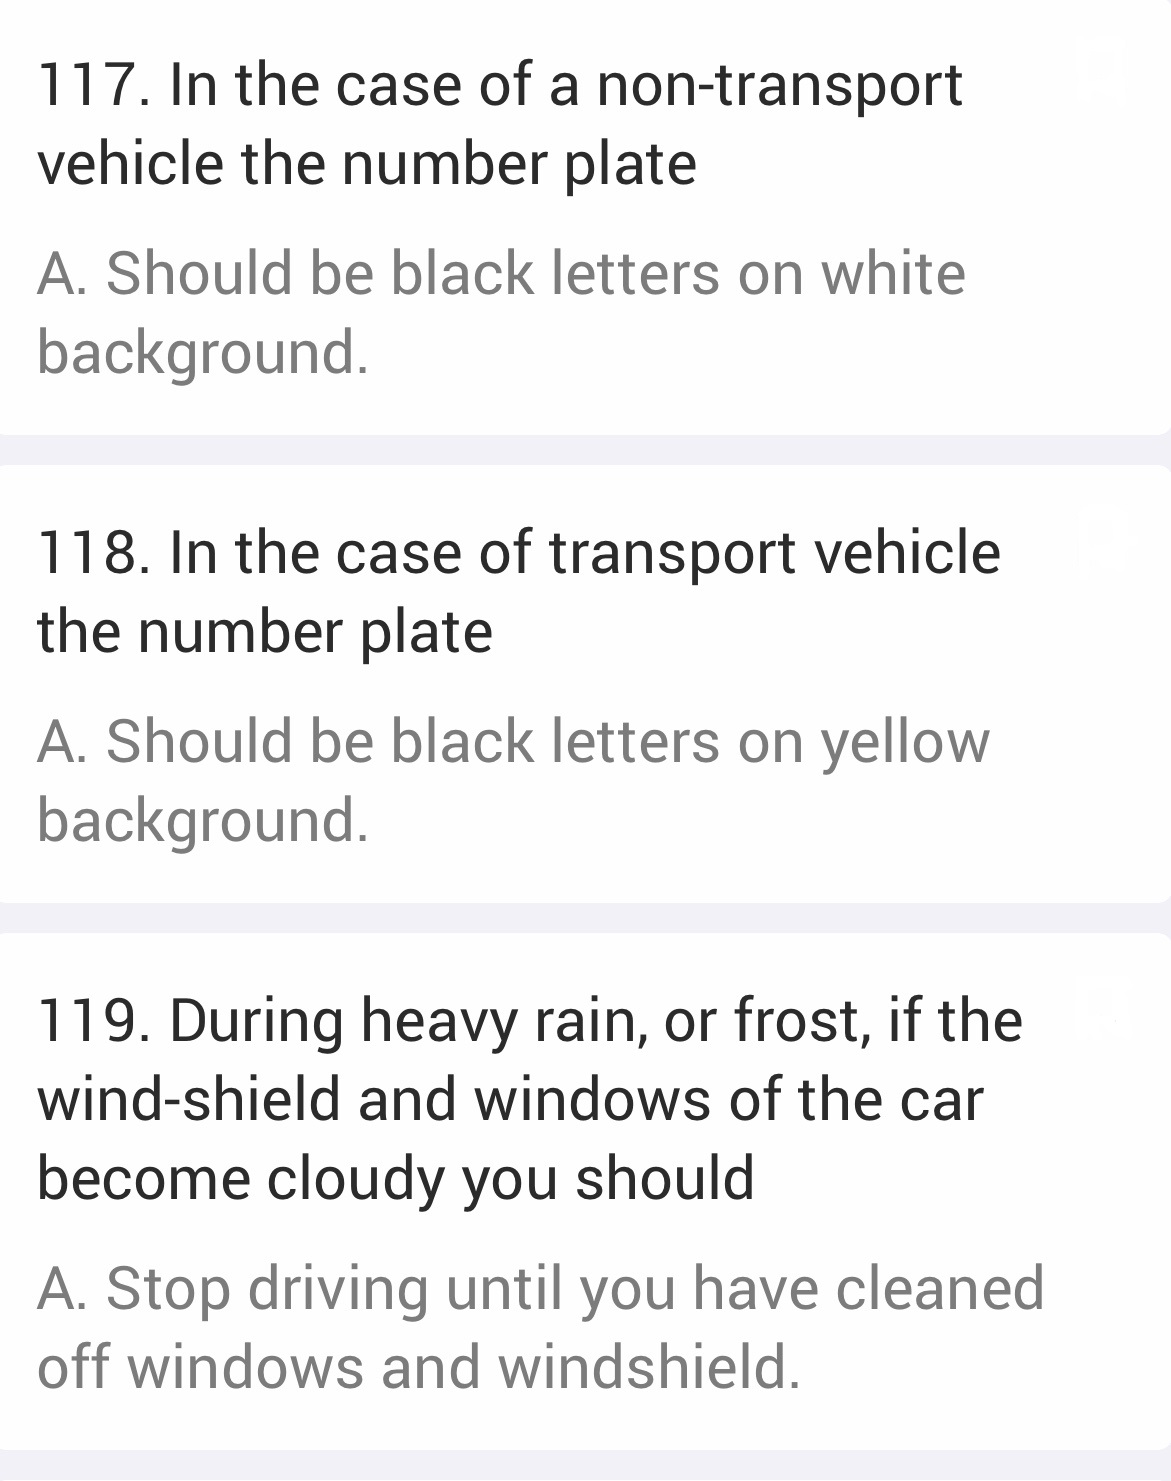 117. In the case of a non-transport
vehicle the number plate
A. Should be black letters on white
background.
118. In the case of transport vehicle
the number plate
A. Should be black letters on yellow
background.
119. During heavy rain, or frost, if the
wind-shield and windows of the car
become cloudy you should
A. Stop driving until you have cleaned
off windows and windshield.